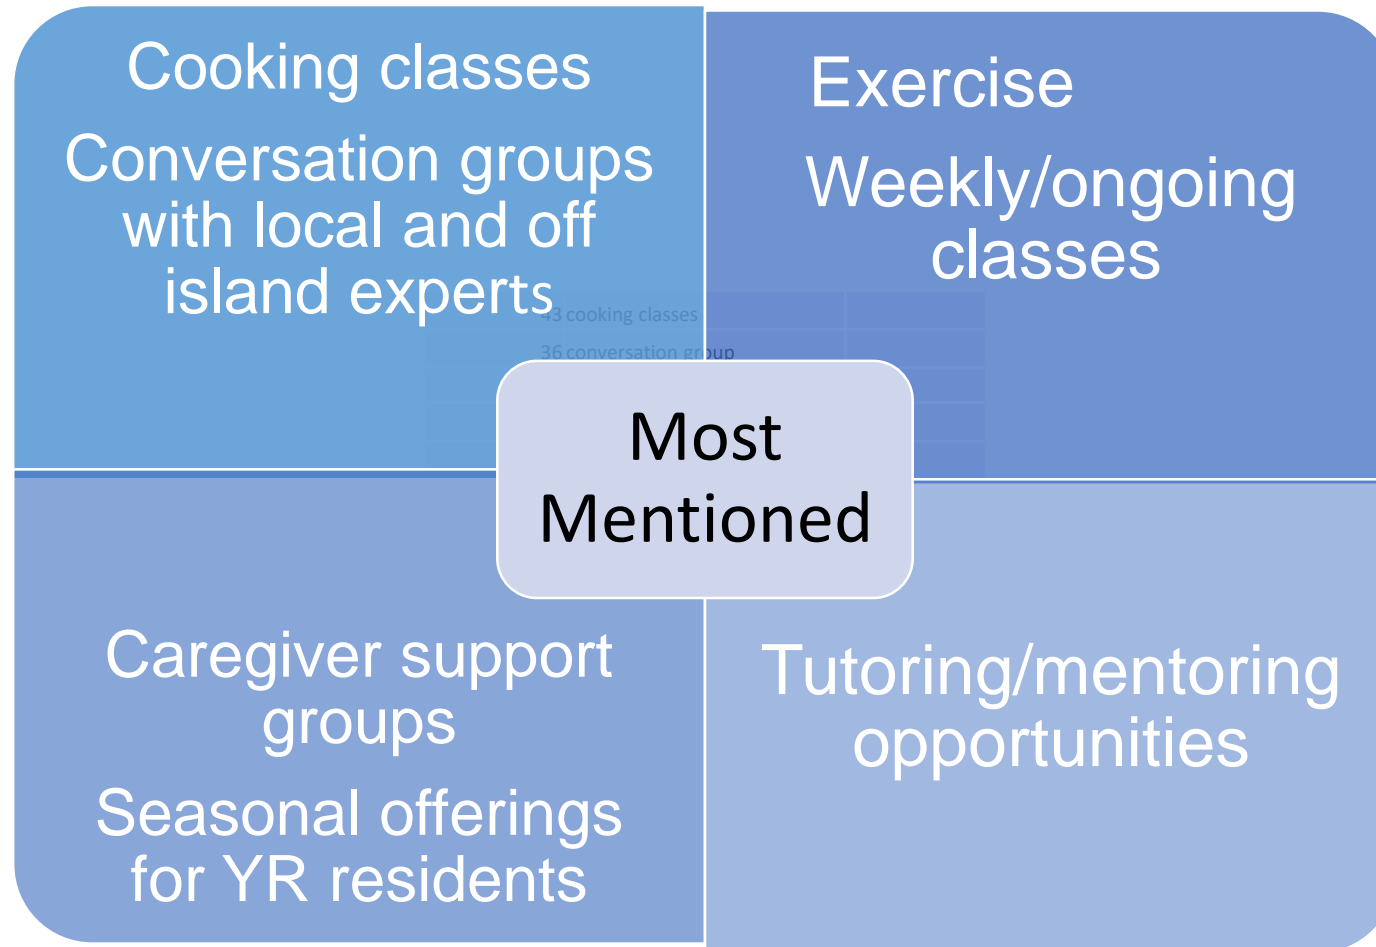 Cooking classes
Conversation groups
with local and off
island experts
Exercise
Weekly/ongoing
classes
43 cooking classes
36 conversation group
Most
Mentioned
Caregiver support
groups
Seasonal offerings
for YR residents
Tutoring/mentoring
opportunities